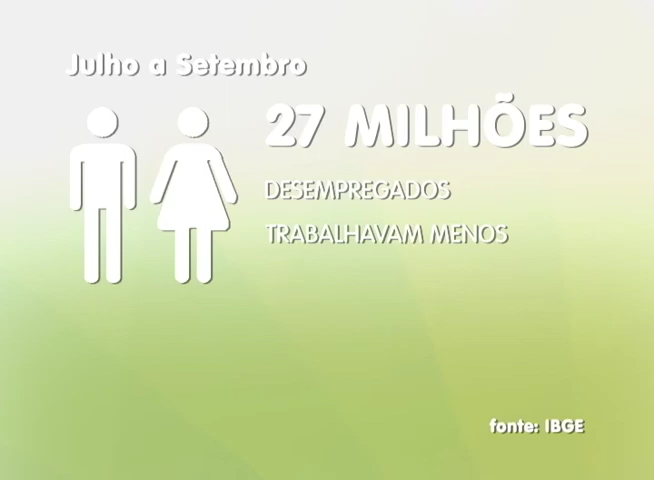 Julho a Setembro
27 MILHÕES
DESEMPREGADOS
TRABALHAVAM MENOS
fonte: IBGE